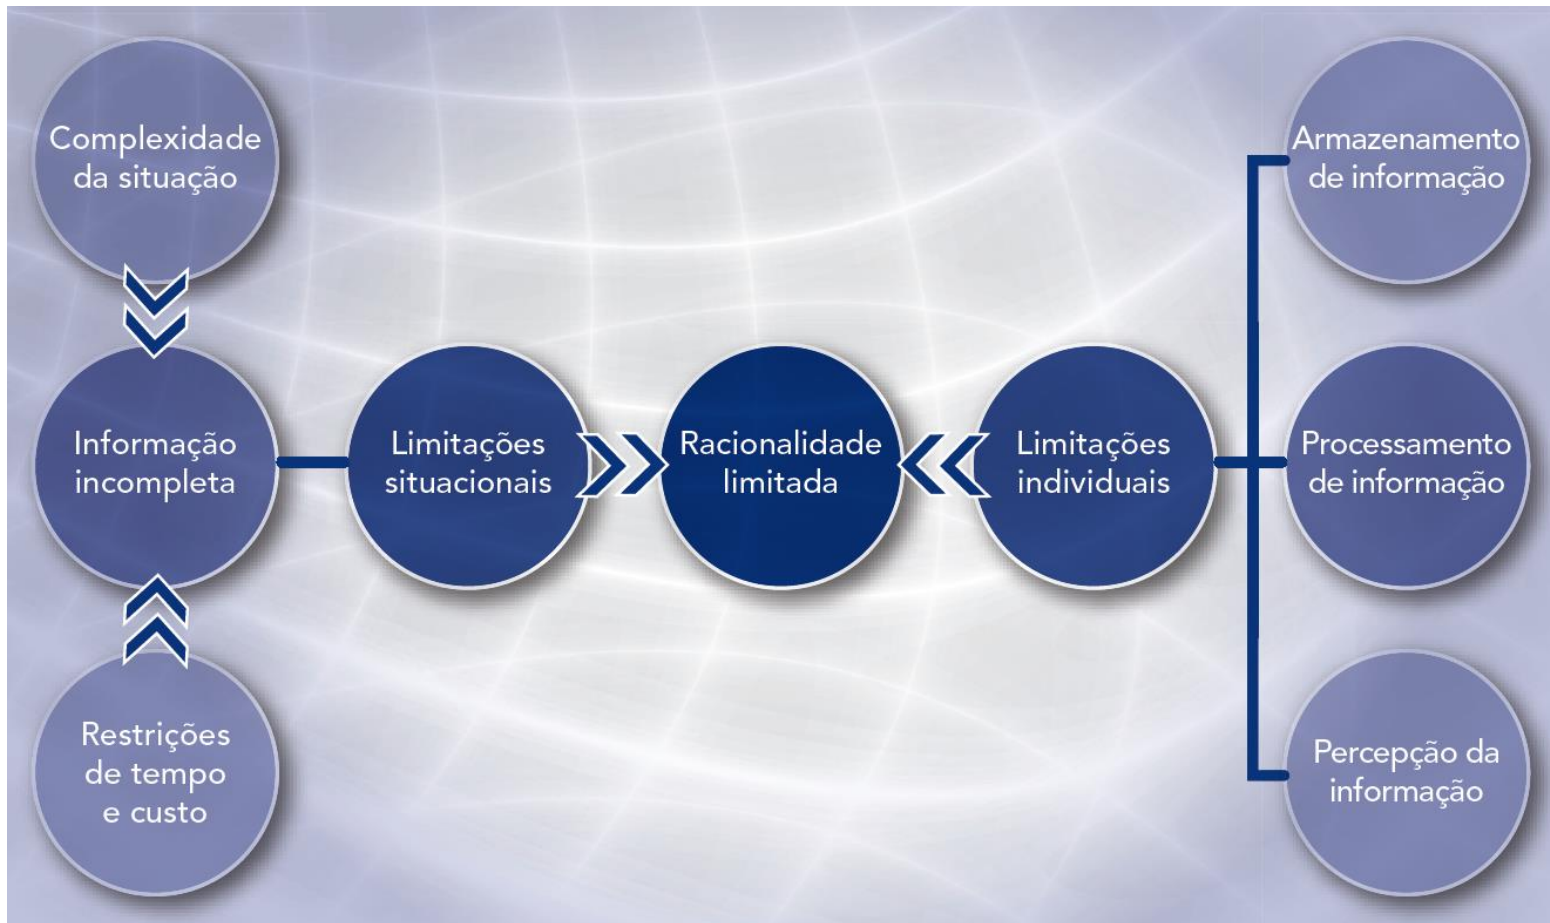 Complexidade
da situação
Armazenamento
de informação
Informação
incompleta
Limitações
situacionais
Racionalidade
limitada
Limitações
individuais
Processamento
de informação
Restrições
de tempo
e custo
Percepção da
informação